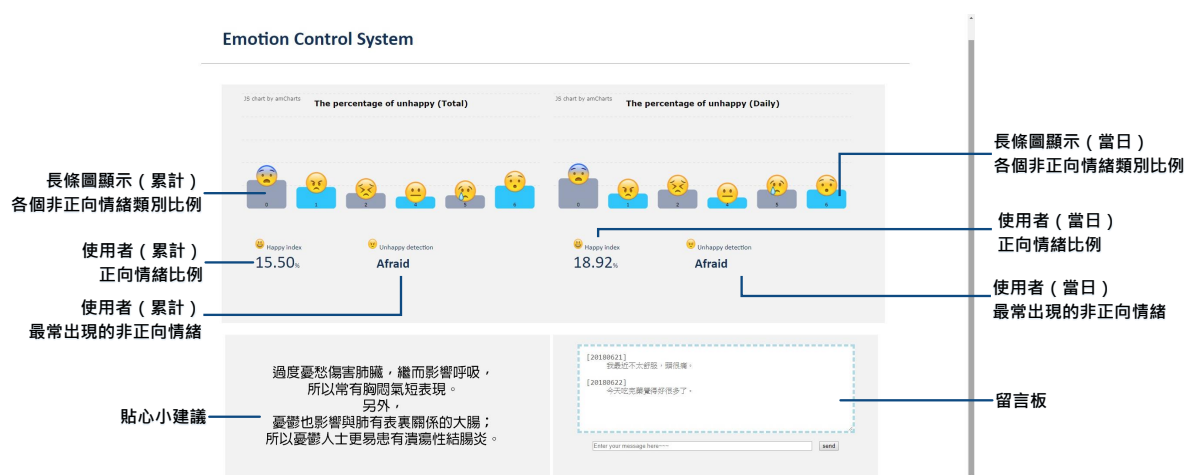 Emotion Control System
JS chart by amCharts
The percentage of unhappy (Total)
0
1
2
4
5
6
Happy index
15.50%
Unhappy detection
Afraid
JS chart by amCharts
The percentage of unhappy (Daily)
0
1
2
4
5
6
Happy index
18.92%
Unhappy detection
Afraid
長條圖顯示(累計)
各個非正向情緒類別比例
使用者(累計)
正向情緒比例
使用者(累計)
最常出現的非正向情緒
長條圖顯示(當日)
各個非正向情緒類別比例
使用者(當日)
正向情緒比例
使用者(當日)
最常出現的非正向情緒
貼心小建議
過度憂愁傷害肺臟,繼而影響呼吸,
所以常有胸悶氣短表現。
另外,
憂鬱也影響與肺有表裏關係的大腸;
所以憂鬱人士更易患有潰瘍性結腸炎。
[20180621]
我最近不太舒服,頭很痛。
[20180622]
今天吃完藥覺得好很多了。
Enter your message here~~~
send
留言板